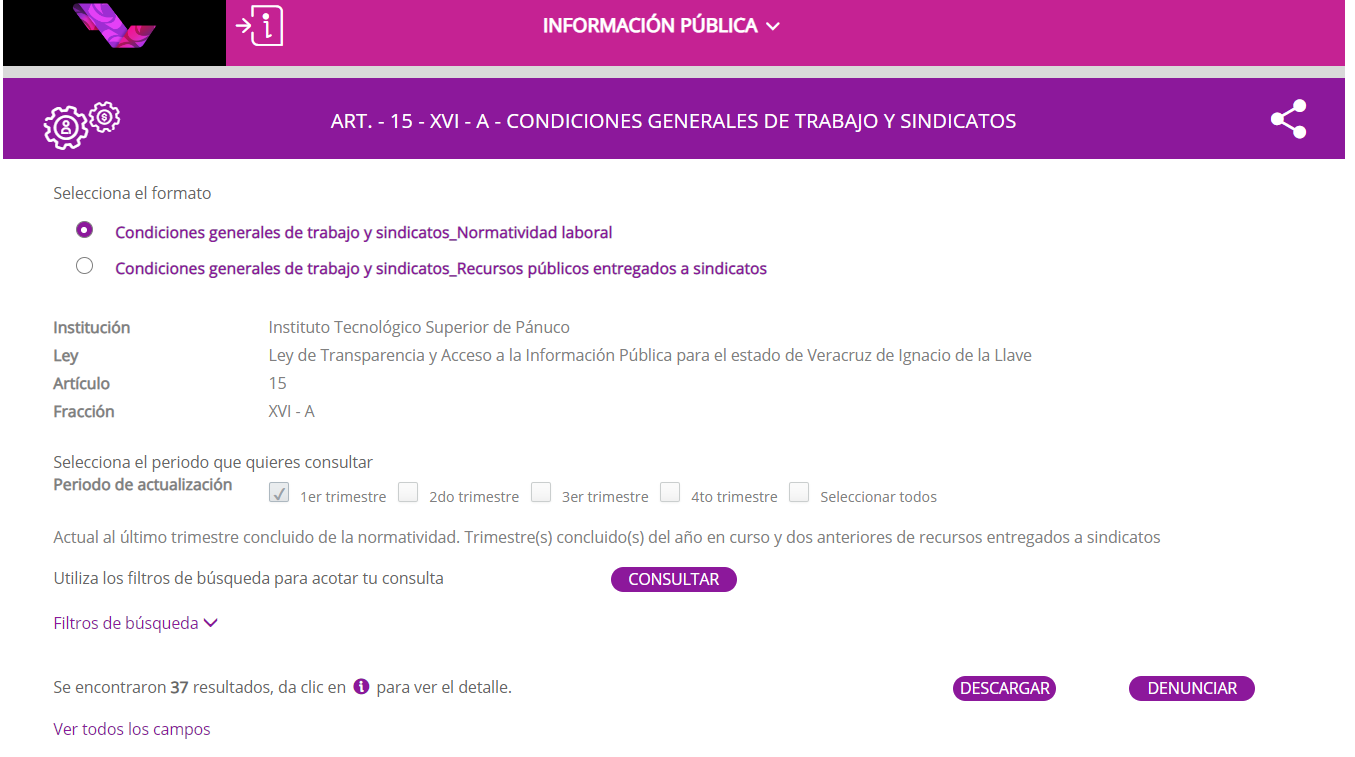 INFORMACIÓN PÚBLICA
ART. - 15 - XVI - A - CONDICIONES GENERALES DE TRABAJO Y SINDICATOS
Selecciona el formato
Condiciones generales de trabajo y sindicatos_Normatividad laboral
Condiciones generales de trabajo y sindicatos_Recursos públicos entregados a sindicatos
Institución Instituto Tecnológico Superior de Pánuco
Ley Ley de Transparencia y Acceso a la Información Pública para el estado de Veracruz de Ignacio de la Llave
Artículo 15
Fracción XVI - A
Selecciona el periodo que quieres consultar
Periodo de actualización 1er trimestre 2do trimestre 3er trimestre 4to trimestre Seleccionar todos
Actual al último trimestre concluido de la normatividad. Trimestre(s) concluido(s) del año en curso y dos anteriores de recursos entregados a sindicatos
Utiliza los filtros de búsqueda para acotar tu consulta CONSULTAR
Filtros de búsqueda
Se encontraron 37 resultados, da clic en i para ver el detalle. DESCARGAR DENUNCIAR
Ver todos los campos